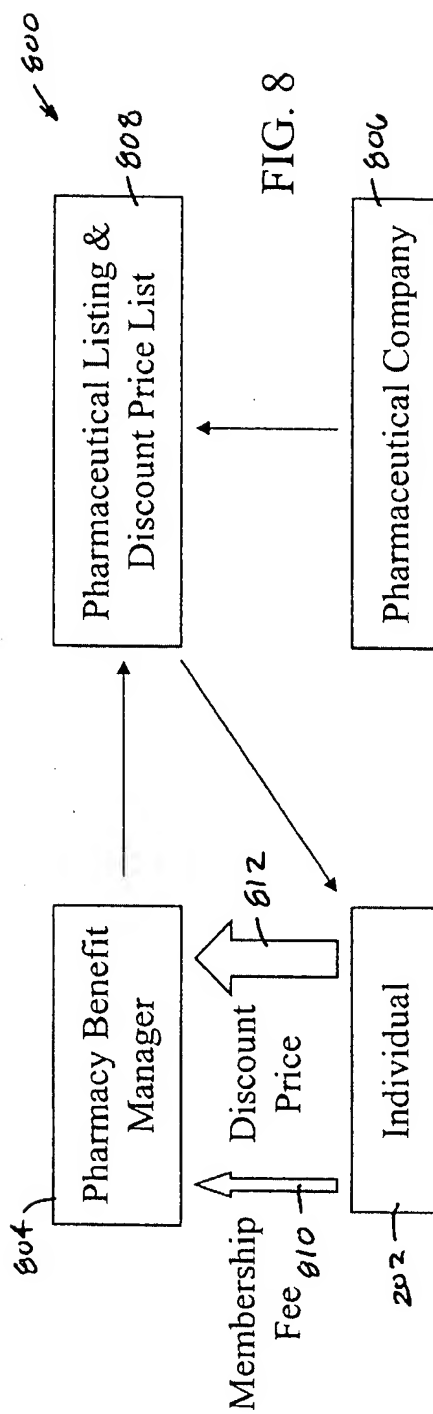 800
Pharmacy Benefit
Manager
804
Pharmaceutical Listing &
Discount Price List
808
Membership
Fee
810
Discount
Price
812
Individual
202
Pharmaceutical Company
806
FIG. 8